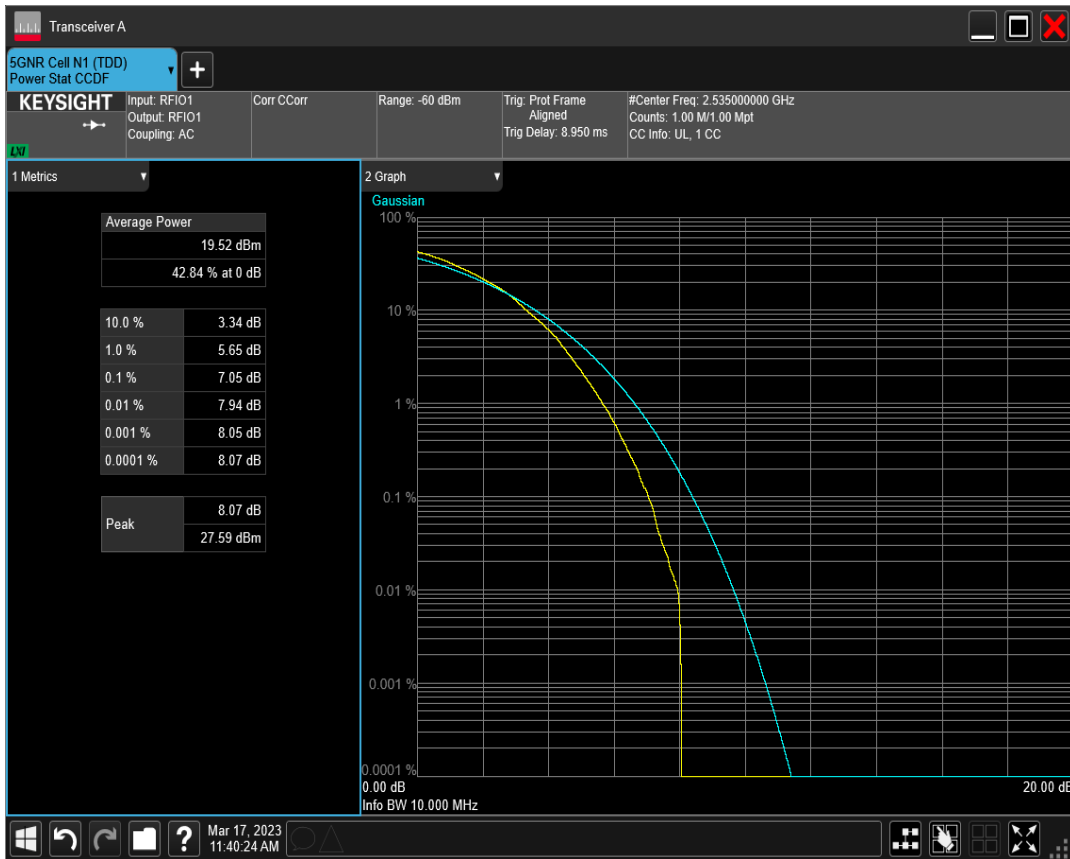 Transceiver A
5GNR Cell N1 (TDD)
Power Stat CCDF
+
KEYSIGHT
LXI
Input: RFIO1
Output: RFIO1
Coupling: AC
Corr CCorr
Range: -60 dBm
Trig: Prot Frame
Aligned
Trig Delay: 8.950 ms
#Center Freq: 2.535000000 GHz
Counts: 1.00 M/1.00 Mpt
CC Info: UL, 1 CC
1 Metrics
Average Power
19.52 dBm
42.84 % at 0 dB
10.0 % 3.34 dB
1.0 % 5.65 dB
0.1 % 7.05 dB
0.01 % 7.94 dB
0.001 % 8.05 dB
0.0001 % 8.07 dB
Peak
8.07 dB
27.59 dBm
2 Graph
Gaussian
100 %
10 %
1 %
0.1 %
0.01 %
0.001 %
0.0001 %
0.00 dB 20.00 dB
Info BW 10.000 MHz
?
Mar 17, 2023
11:40:24 AM